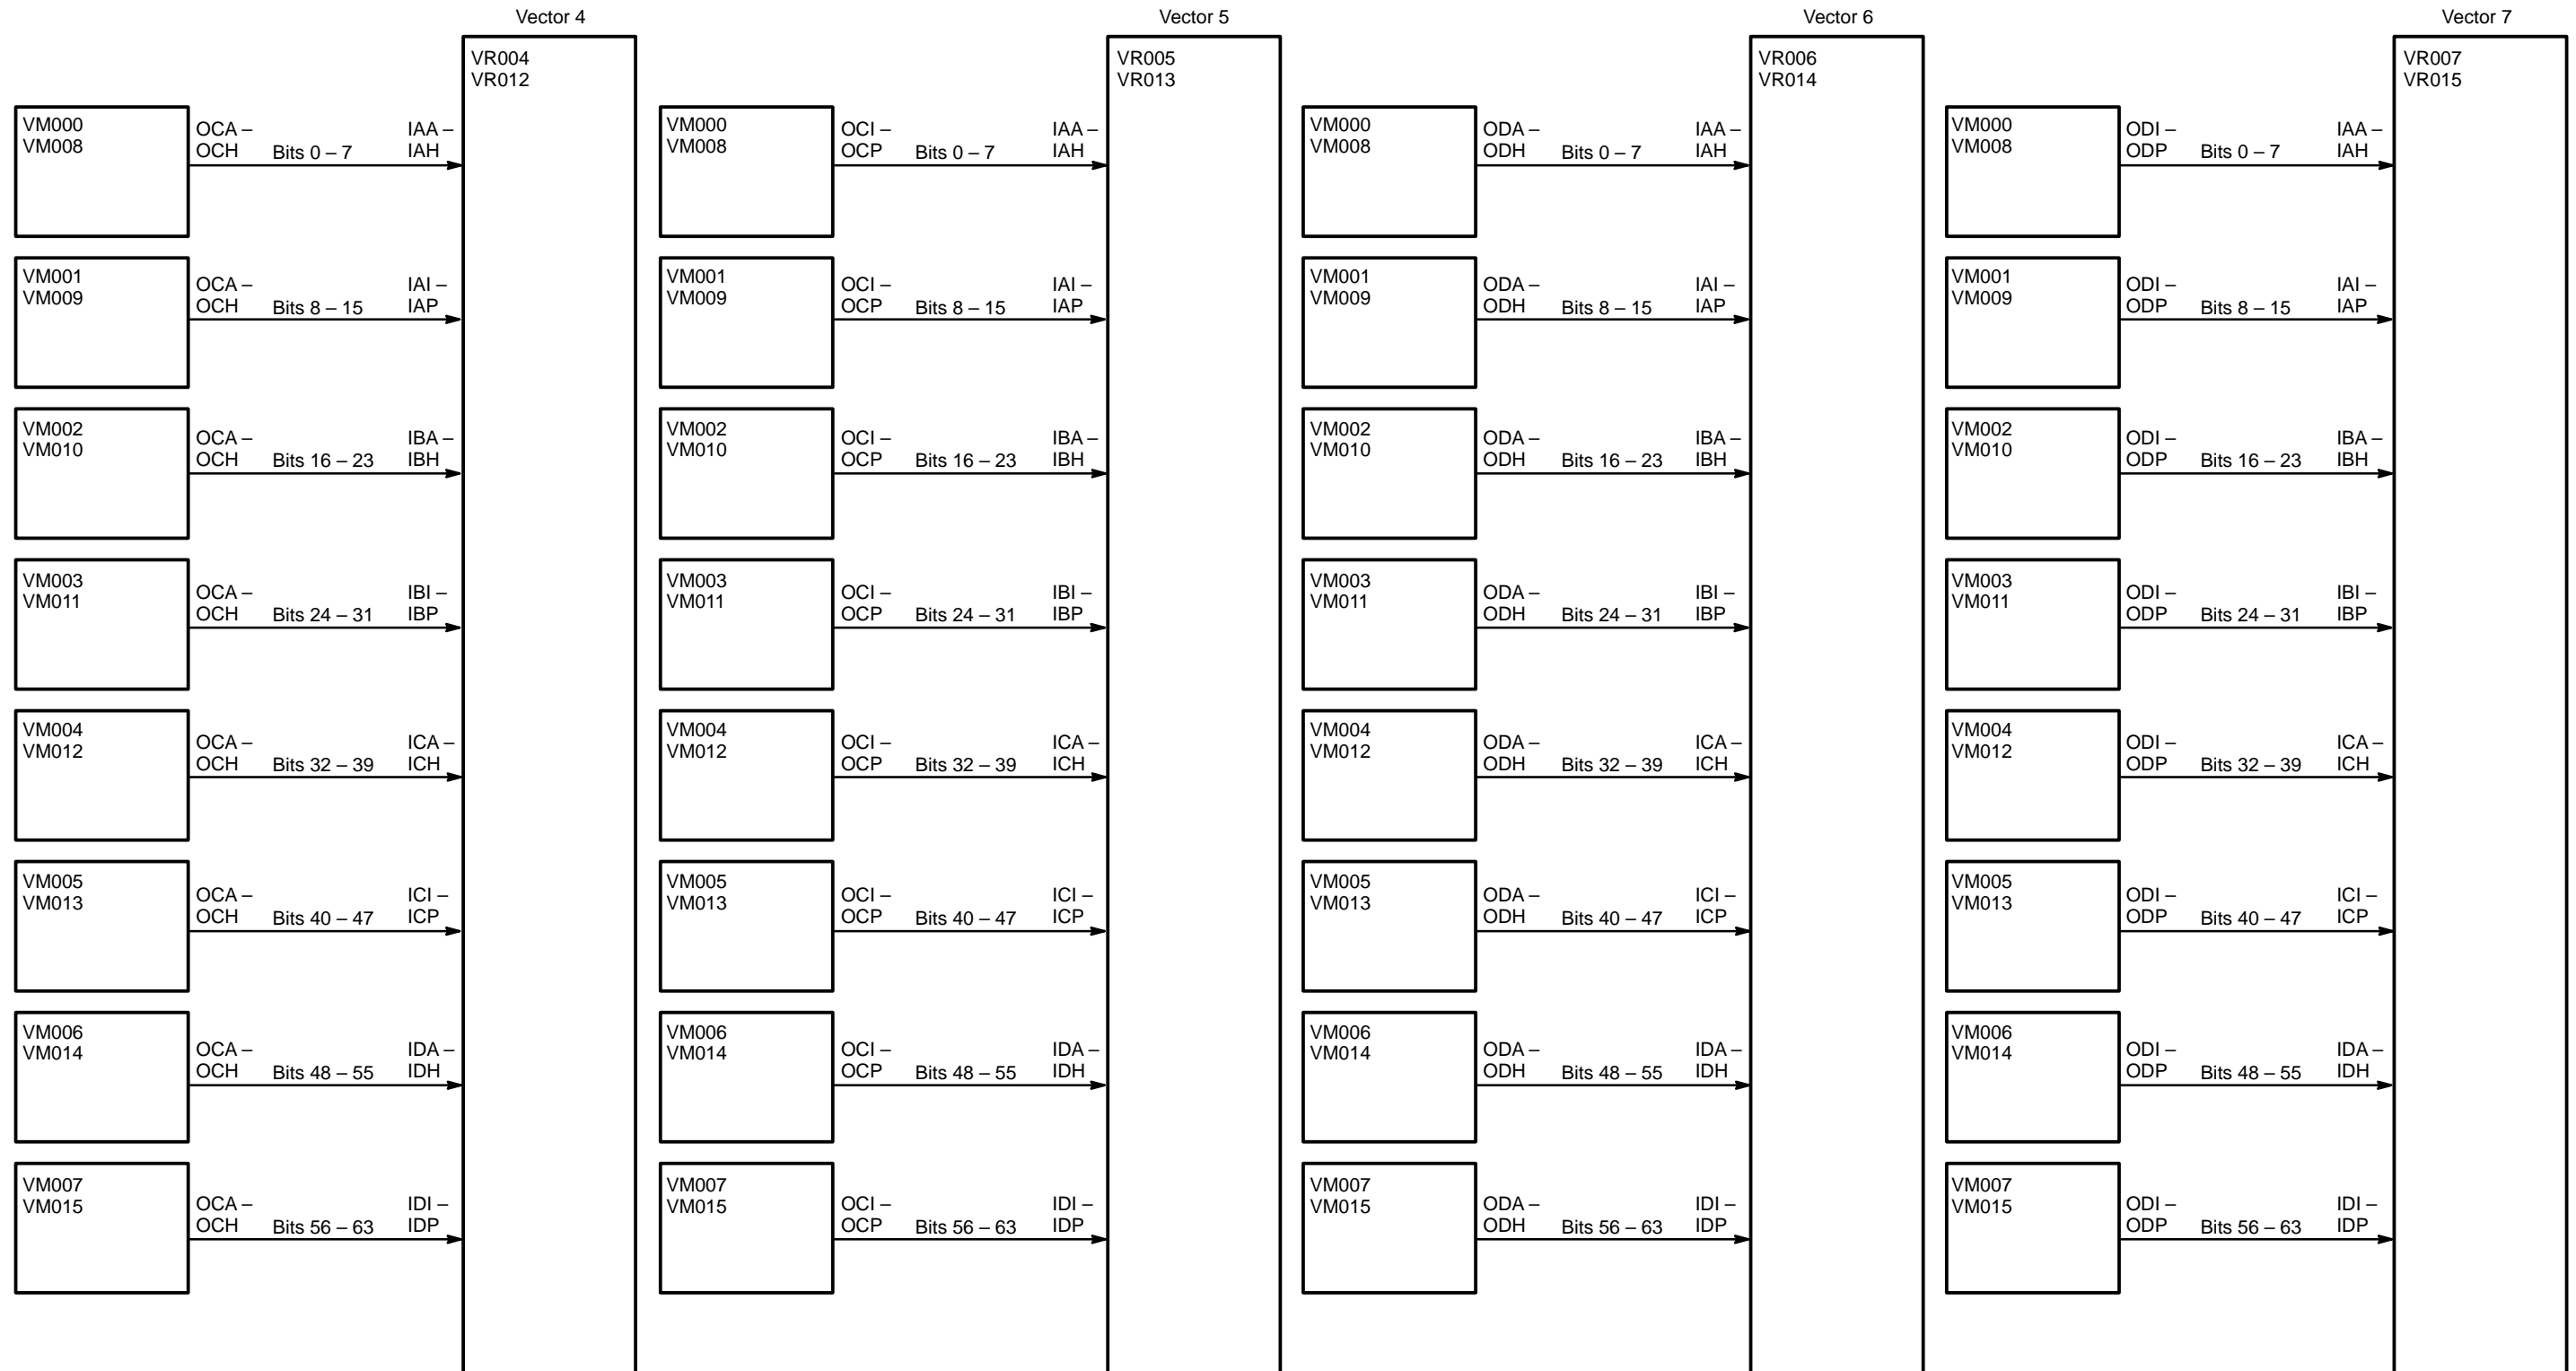 Vector 4
VR004
VR012
VM000
VM008
OCA –
OCH
Bits 0 – 7
IAA –
IAH
VM001
VM009
OCA –
OCH
Bits 8 – 15
IAI –
IAP
VM002
VM010
OCA –
OCH
Bits 16 – 23
IBA –
IBH
VM003
VM011
OCA –
OCH
Bits 24 – 31
IBI –
IBP
VM004
VM012
OCA –
OCH
Bits 32 – 39
ICA –
ICH
VM005
VM013
OCA –
OCH
Bits 40 – 47
ICI –
ICP
VM006
VM014
OCA –
OCH
Bits 48 – 55
IDA –
IDH
VM007
VM015
OCA –
OCH
Bits 56 – 63
IDI –
IDP
Vector 5
VR005
VR013
VM000
VM008
OCI –
OCP
Bits 0 – 7
IAA –
IAH
VM001
VM009
OCI –
OCP
Bits 8 – 15
IAI –
IAP
VM002
VM010
OCI –
OCP
Bits 16 – 23
IBA –
IBH
VM003
VM011
OCI –
OCP
Bits 24 – 31
IBI –
IBP
VM004
VM012
OCI –
OCP
Bits 32 – 39
ICA –
ICH
VM005
VM013
OCI –
OCP
Bits 40 – 47
ICI –
ICP
VM006
VM014
OCI –
OCP
Bits 48 – 55
IDA –
IDH
VM007
VM015
OCI –
OCP
Bits 56 – 63
IDI –
IDP
Vector 6
VR006
VR014
VM000
VM008
ODA –
ODH
Bits 0 – 7
IAA –
IAH
VM001
VM009
ODA –
ODH
Bits 8 – 15
IAI –
IAP
VM002
VM010
ODA –
ODH
Bits 16 – 23
IBA –
IBH
VM003
VM011
ODA –
ODH
Bits 24 – 31
IBI –
IBP
VM004
VM012
ODA –
ODH
Bits 32 – 39
ICA –
ICH
VM005
VM013
ODA –
ODH
Bits 40 – 47
ICI –
ICP
VM006
VM014
ODA –
ODH
Bits 48 – 55
IDA –
IDH
VM007
VM015
ODA –
ODH
Bits 56 – 63
IDI –
IDP
Vector 7
VR007
VR015
VM000
VM008
ODI –
ODP
Bits 0 – 7
IAA –
IAH
VM001
VM009
ODI –
ODP
Bits 8 – 15
IAI –
IAP
VM002
VM010
ODI –
ODP
Bits 16 – 23
IBA –
IBH
VM003
VM011
ODI –
ODP
Bits 24 – 31
IBI –
IBP
VM004
VM012
ODI –
ODP
Bits 32 – 39
ICA –
ICH
VM005
VM013
ODI –
ODP
Bits 40 – 47
ICI –
ICP
VM006
VM014
ODI –
ODP
Bits 48 – 55
IDA –
IDH
VM007
VM015
ODI –
ODP
Bits 56 – 63
IDI –
IDP